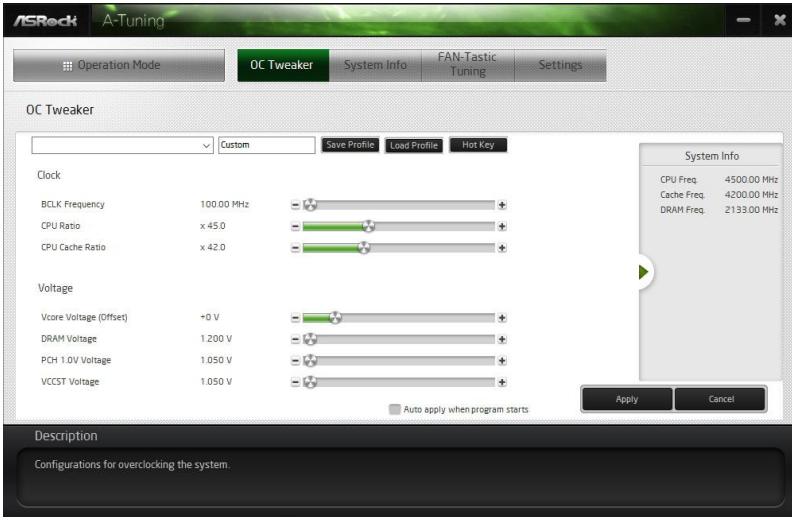 ASRock A-Tuning
Operation Mode
OC Tweaker
System Info
FAN-Tastic
Tuning
Settings
OC Tweaker
Custom
Save Profile
Load Profile
Hot Key
Clock
BCLK Frequency 100.00 MHz
CPU Ratio x 45.0
CPU Cache Ratio x 42.0
Voltage
Vcore Voltage (Offset) +0 V
DRAM Voltage 1.200 V
PCH 1.0V Voltage 1.050 V
VCCST Voltage 1.050 V
Auto apply when program starts
System Info
CPU Freq. 4500.00 MHz
Cache Freq. 4200.00 MHz
DRAM Freq. 2133.00 MHz
Apply
Cancel
Description
Configurations for overclocking the system.